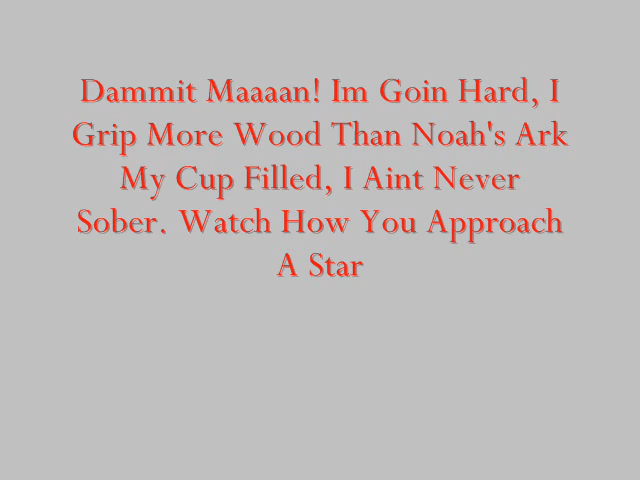 Dammit Maaaan! Im Goin Hard, I
Grip More Wood Than Noah's Ark
My Cup Filled, I Aint Never
Sober. Watch How You Approach
A Star